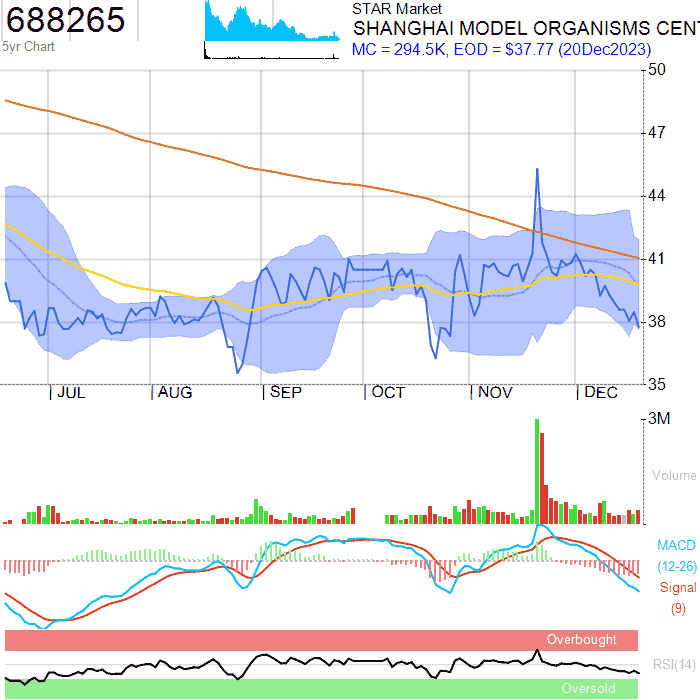 688265
5yr Chart
STAR Market
SHANGHAI MODEL ORGANISMS CEN
MC = 294.5K, EOD = $37.77 (20Dec2023)
50
47
44
41
38
35
JUL AUG SEP OCT NOV DEC
3M
Volume
MACD
(12-26)
Signal
(9)
Overbought
RSI(14)
Oversold